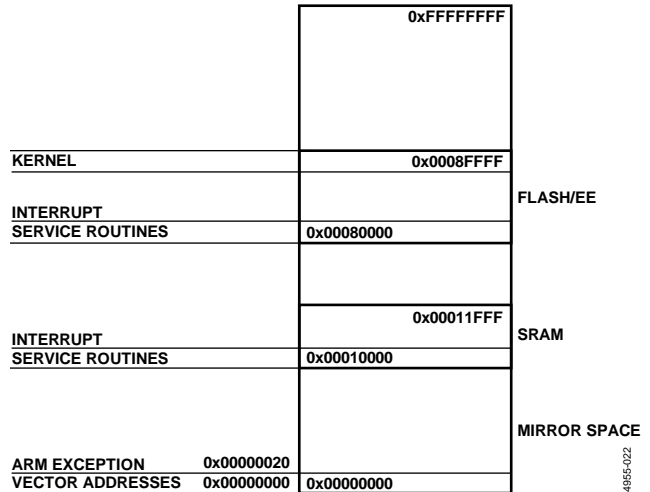 0xFFFFFFFF
KERNEL 0x0008FFFF
FLASH/EE
INTERRUPT
SERVICE ROUTINES 0x00080000
0x00011FFF
SRAM
INTERRUPT
SERVICE ROUTINES 0x00010000
MIRROR SPACE
ARM EXCEPTION 0x00000020
VECTOR ADDRESSES 0x00000000 0x00000000
4955-022